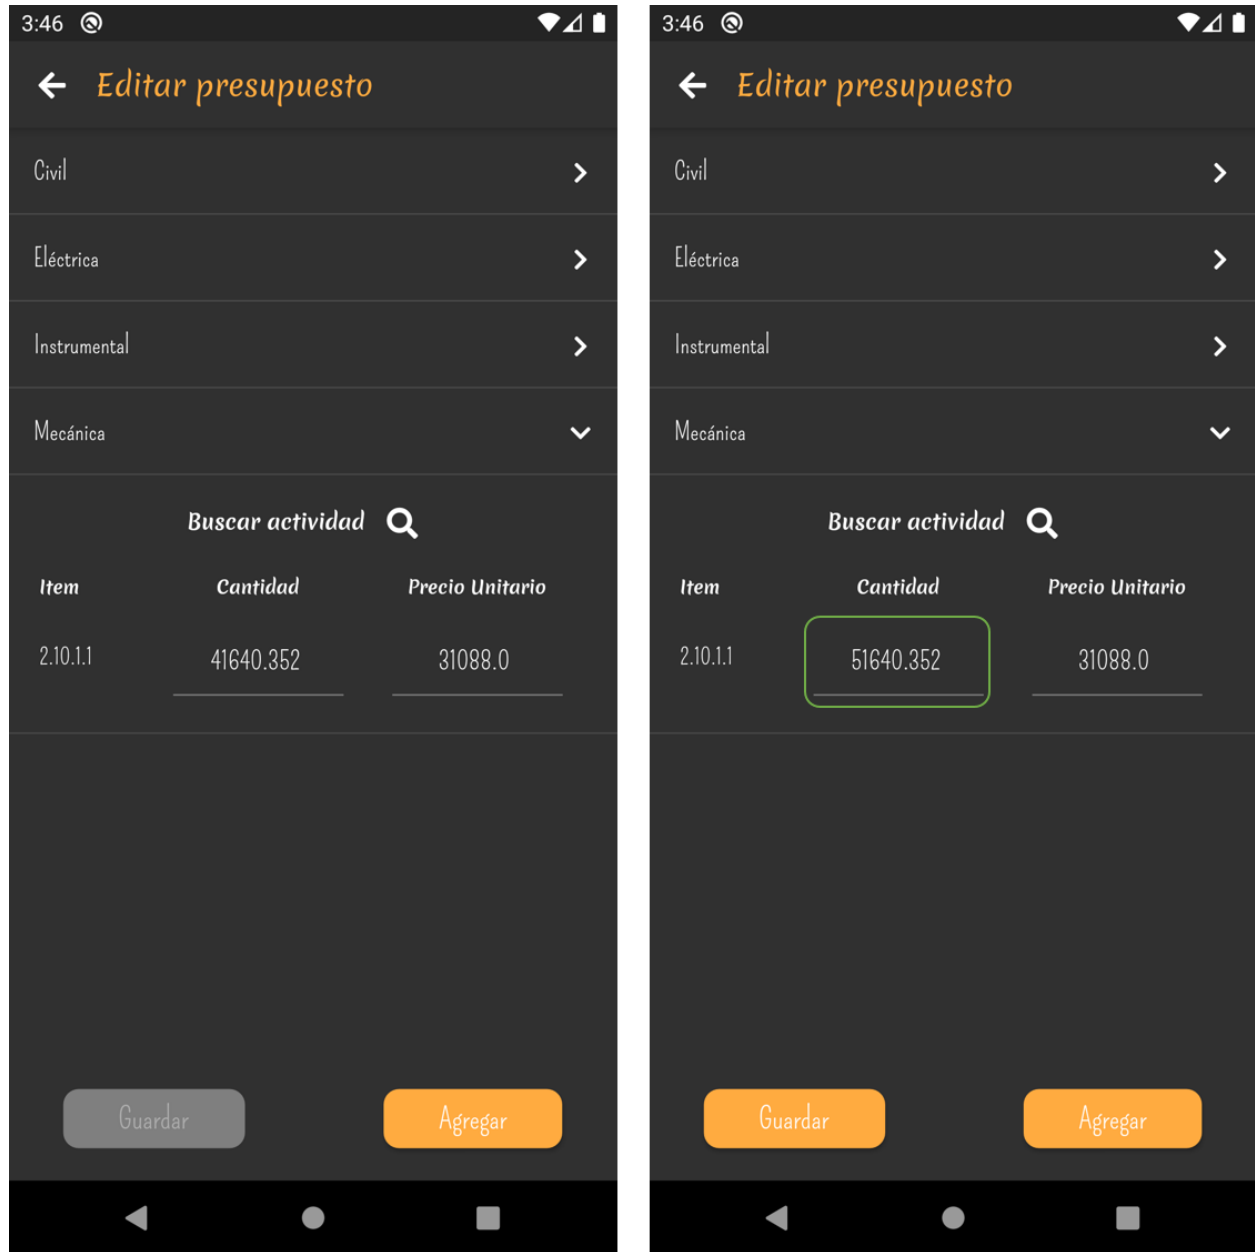 3:46
Editar presupuesto
Civil
Eléctrica
Instrumental
Mecánica
Buscar actividad
Item Cantidad Precio Unitario
2.10.1.1 41640.352 31088.0
Guardar Agregar
3:46
Editar presupuesto
Civil
Eléctrica
Instrumental
Mecánica
Buscar actividad
Item Cantidad Precio Unitario
2.10.1.1 51640.352 31088.0
Guardar Agregar